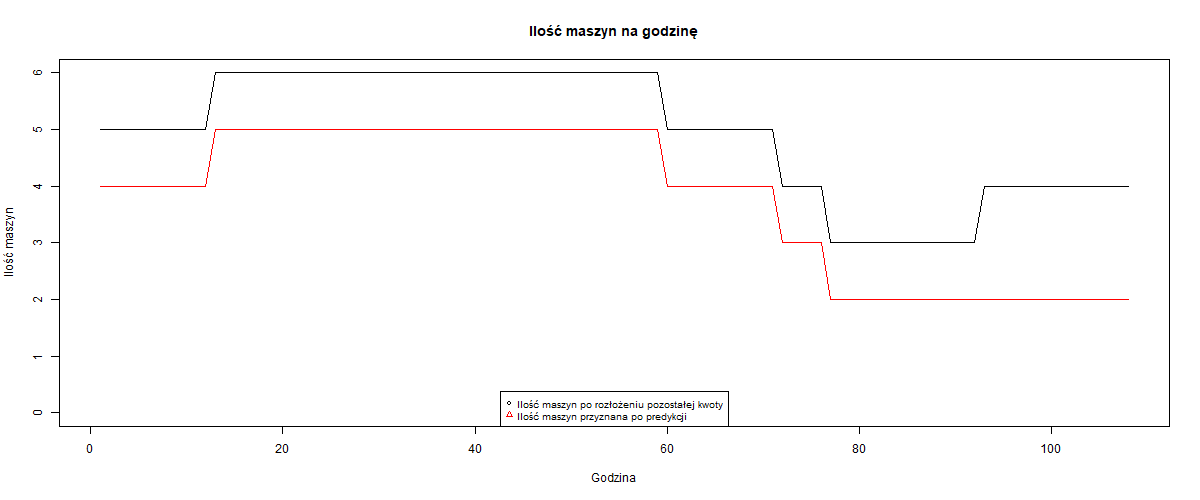 Ilość maszyn na godzinę
Ilość maszyn
6
5
4
3
2
1
0
Ilość maszyn po rozłożeniu pozostałej kwoty
Ilość maszyn przyznana po predykcji
0 20 40 60 80 100
Godzina